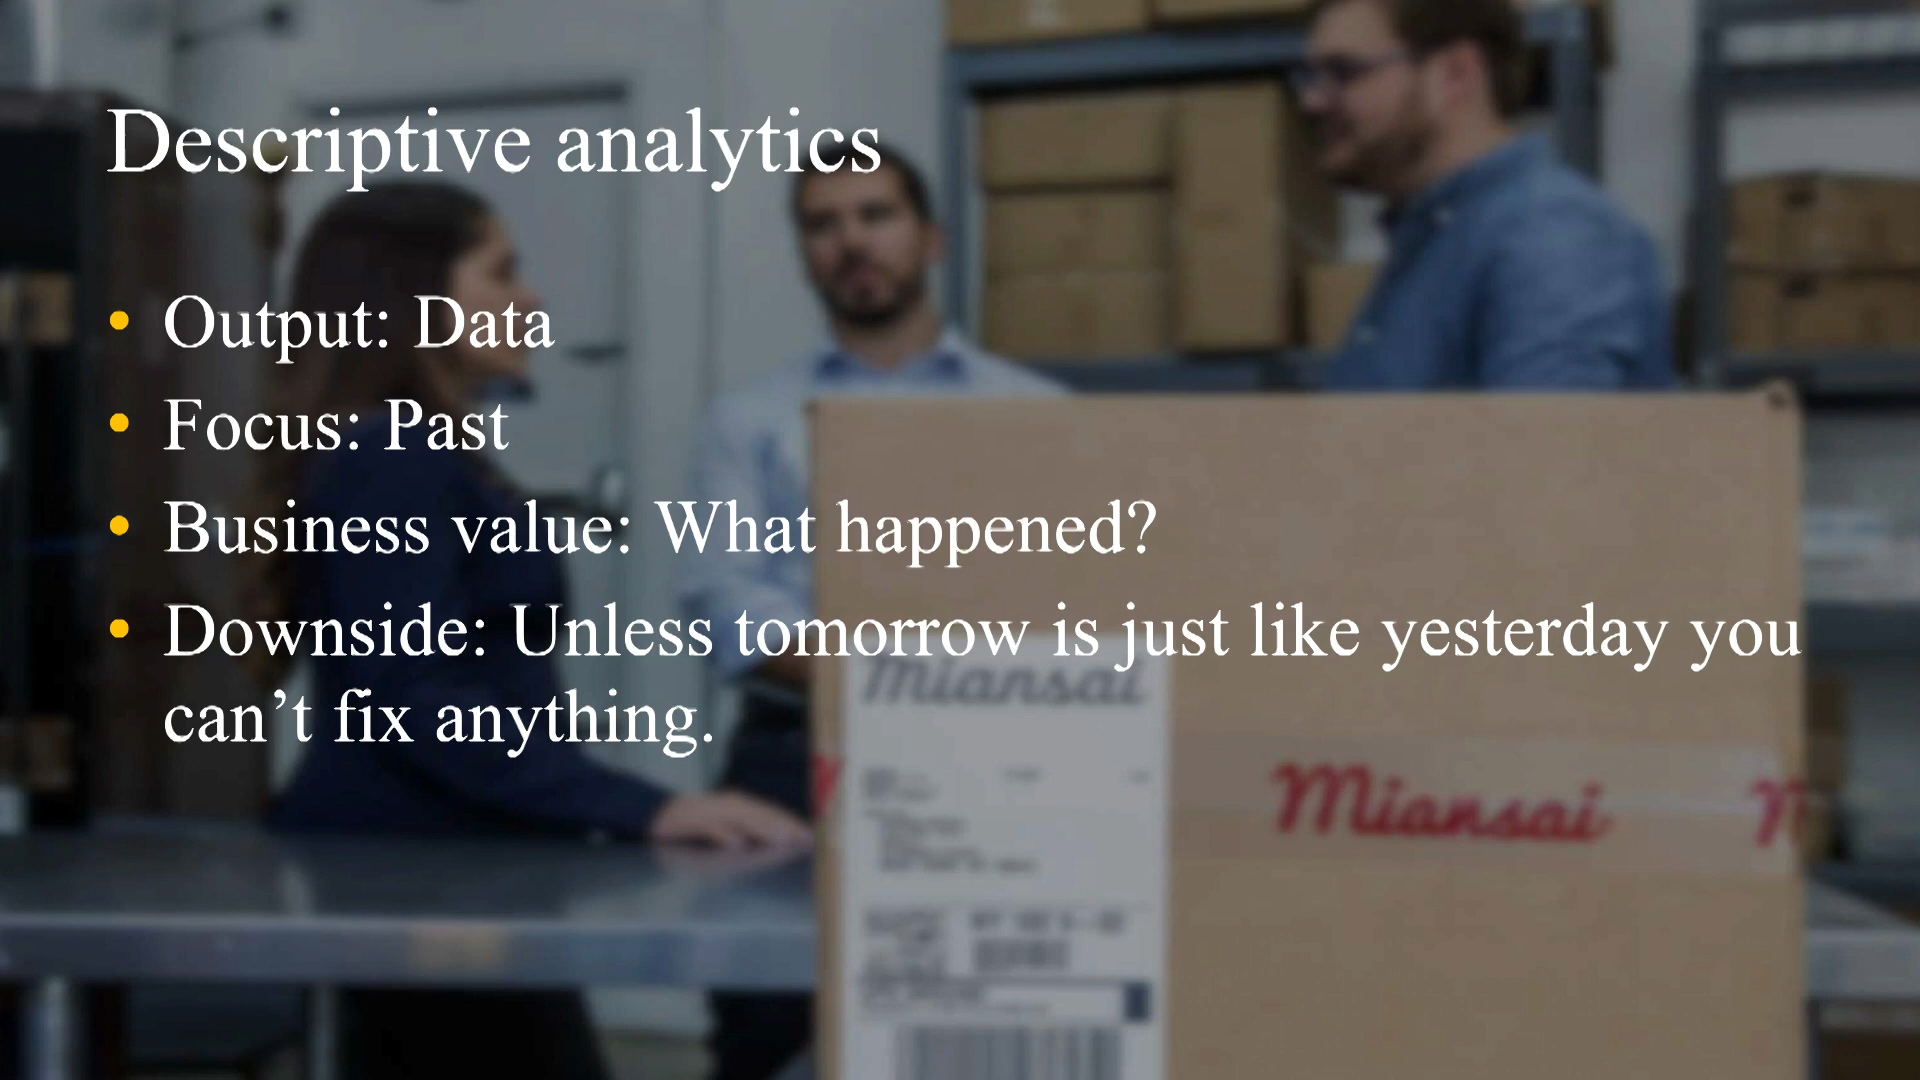 Descriptive analytics
• Output: Data
• Focus: Past
• Business value: What happened?
• Downside: Unless tomorrow is just like yesterday you
can’t fix anything.
Miansai
Miansai